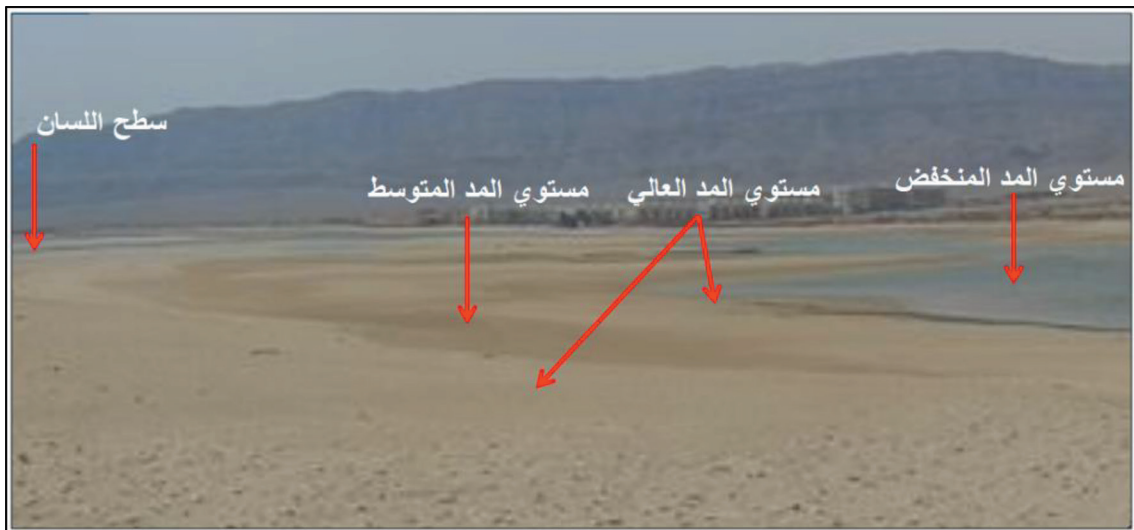 سطح اللسان
مستوي المد المنخفض
مستوي المد العالي
مستوي المد المتوسط